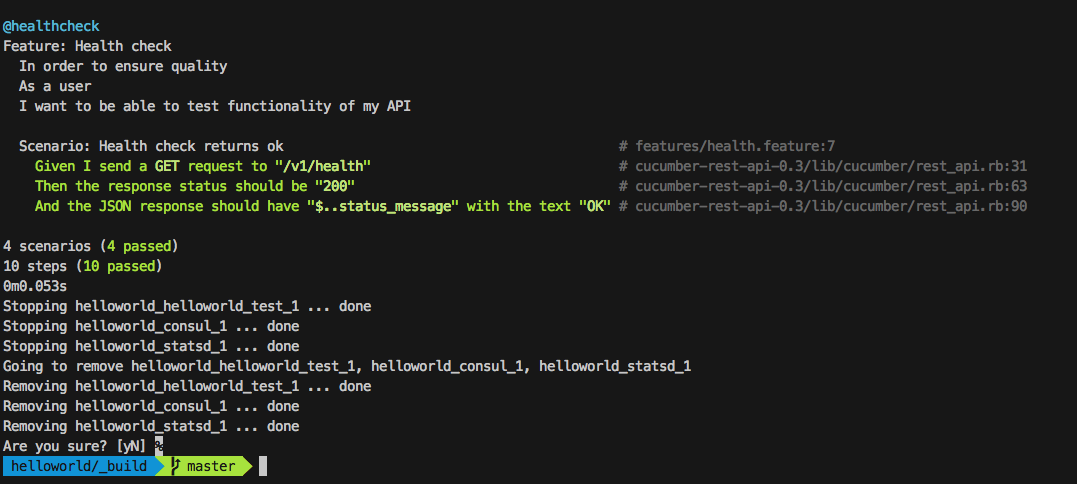 @healthcheck
Feature: Health check
  In order to ensure quality
  As a user
  I want to be able to test functionality of my API

  Scenario: Health check returns ok                                          # features/health.feature:7
    Given I send a GET request to "/v1/health"                               # cucumber-rest-api-0.3/lib/cucumber/rest_api.rb:31
    Then the response status should be "200"                                 # cucumber-rest-api-0.3/lib/cucumber/rest_api.rb:63
    And the JSON response should have "$..status_message" with the text "OK" # cucumber-rest-api-0.3/lib/cucumber/rest_api.rb:90

4 scenarios (4 passed)
10 steps (10 passed)
0m0.053s
Stopping helloworld_helloworld_test_1 ... done
Stopping helloworld_consul_1 ... done
Stopping helloworld_statsd_1 ... done
Going to remove helloworld_helloworld_test_1, helloworld_consul_1, helloworld_statsd_1
Removing helloworld_helloworld_test_1 ... done
Removing helloworld_consul_1 ... done
Removing helloworld_statsd_1 ... done
Are you sure? [yN] %
helloworld/_build master